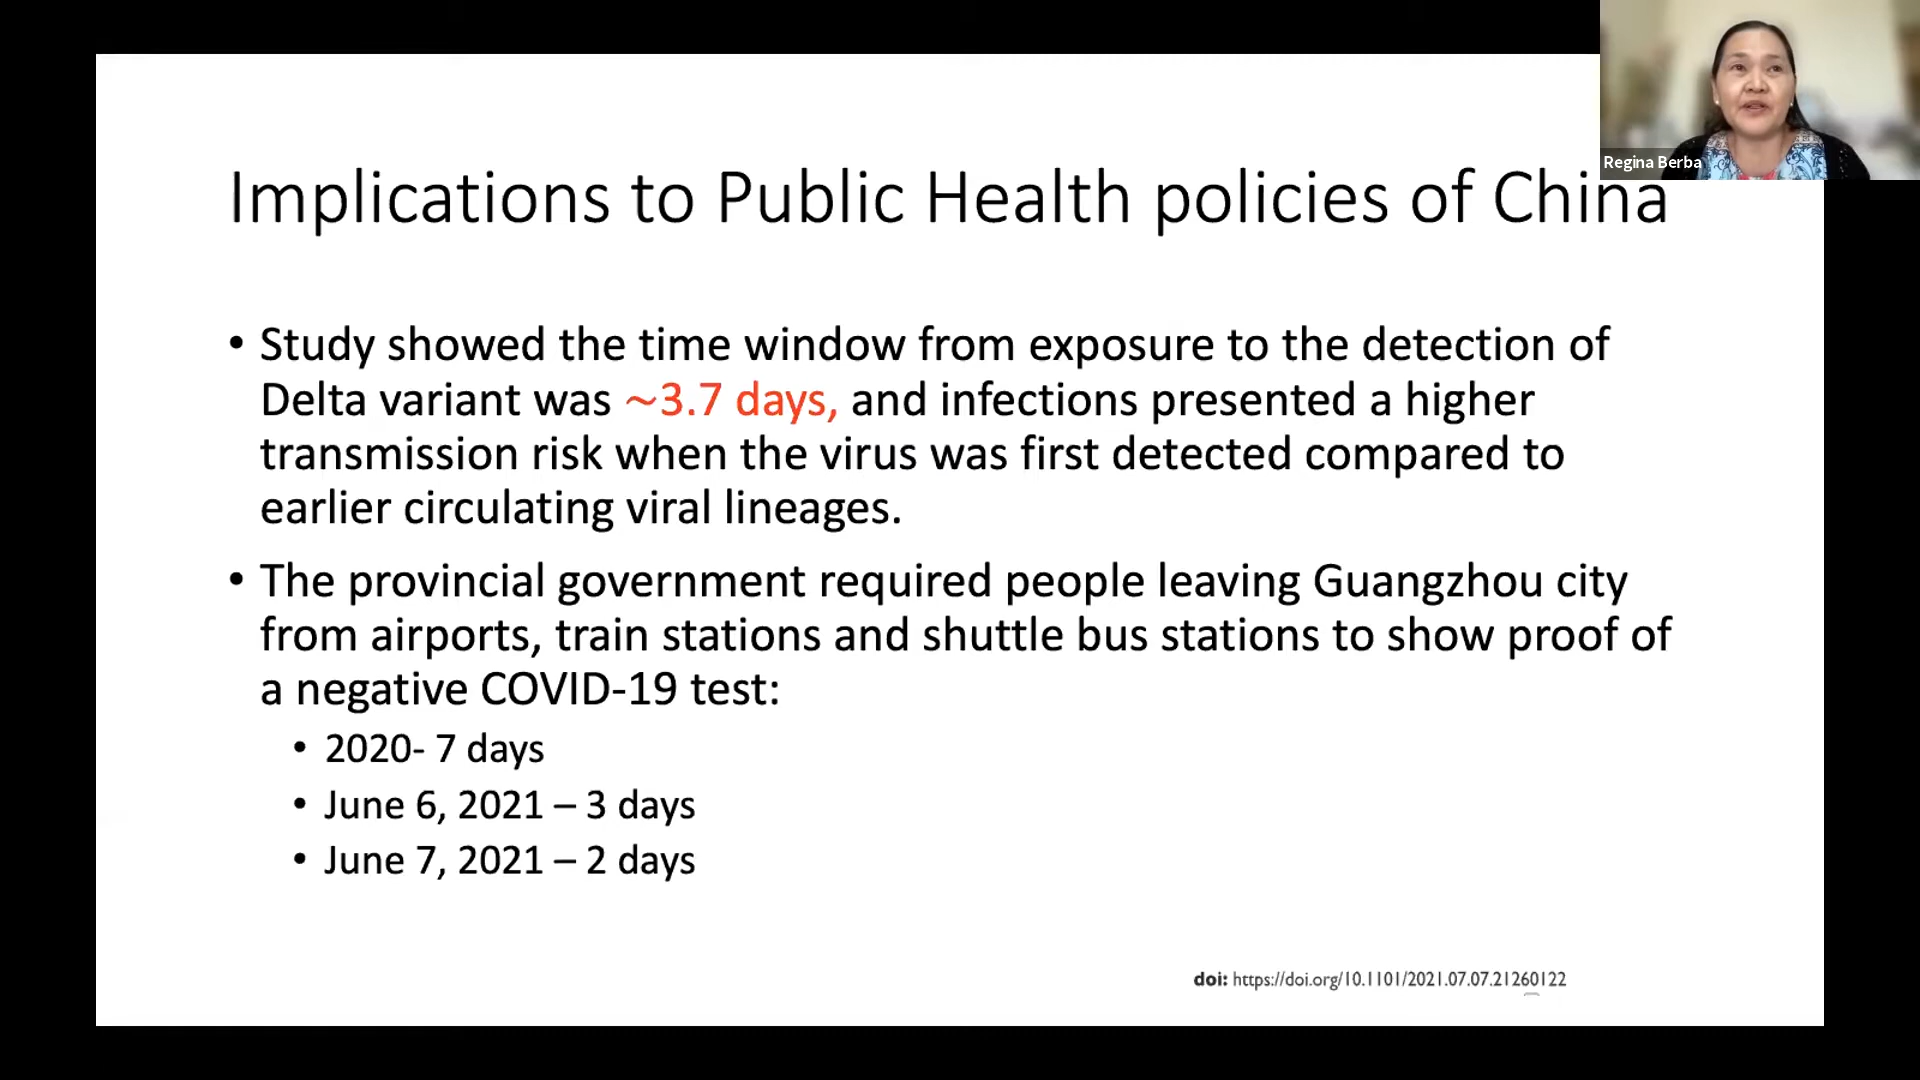 Regina Berba
Implications to Public Health policies of China
• Study showed the time window from exposure to the detection of
Delta variant was ~3.7 days, and infections presented a higher
transmission risk when the virus was first detected compared to
earlier circulating viral lineages.
• The provincial government required people leaving Guangzhou city
from airports, train stations and shuttle bus stations to show proof of
a negative COVID-19 test:
• 2020- 7 days
• June 6, 2021 – 3 days
• June 7, 2021 – 2 days
doi: https://doi.org/10.1101/2021.07.07.21260122